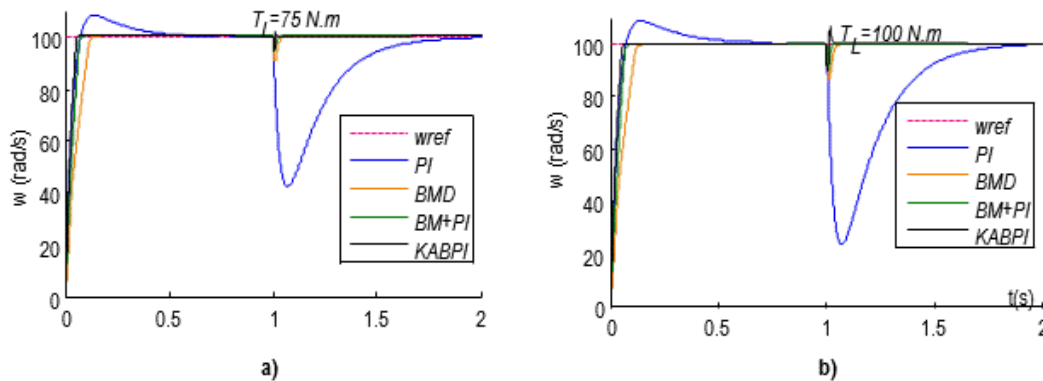 T_L=75 N.m
100
80
60
40
20
0
w (rad/s)
wref
PI
BMD
BM+PI
KABPI
0
0.5
1
1.5
2
a)
T_L=100 N.m
100
80
60
40
20
0
w (rad/s)
wref
PI
BMD
BM+PI
KABPI
t(s)
0
0.5
1
1.5
2
b)